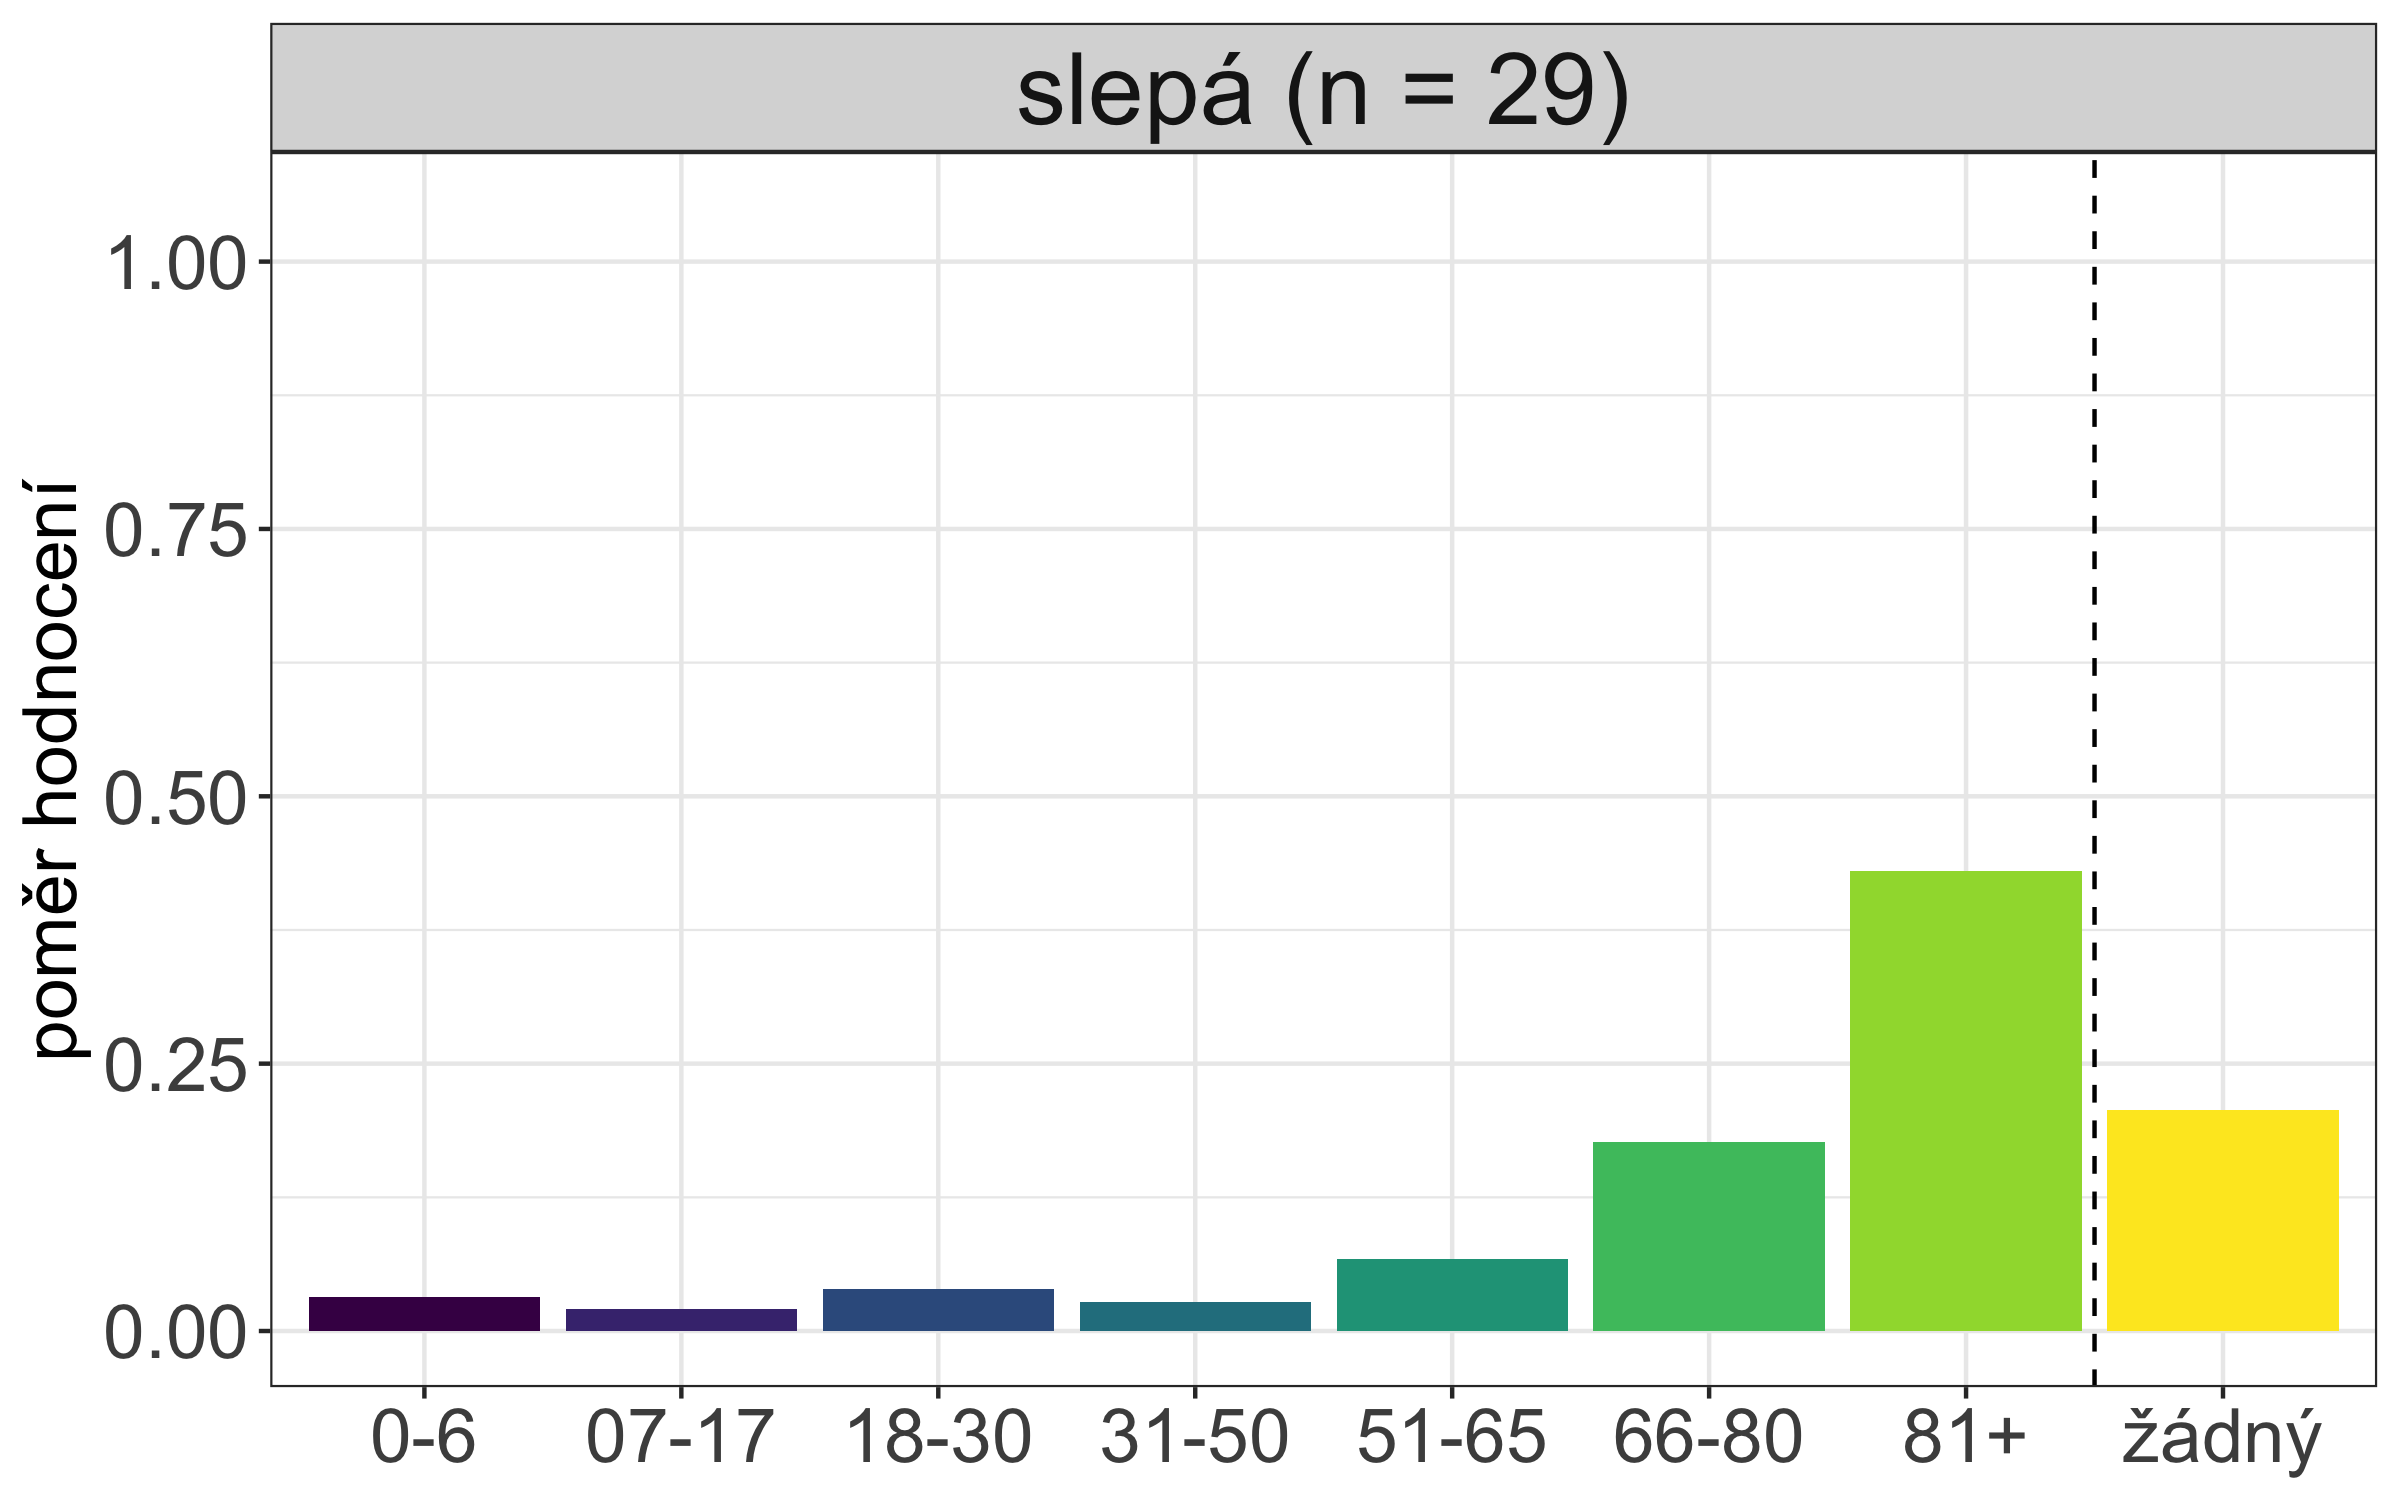 slepá (n = 29)
poměr hodnocení
1.00
0.75
0.50
0.25
0.00
0-6 07-17 18-30 31-50 51-65 66-80 81+ žádný